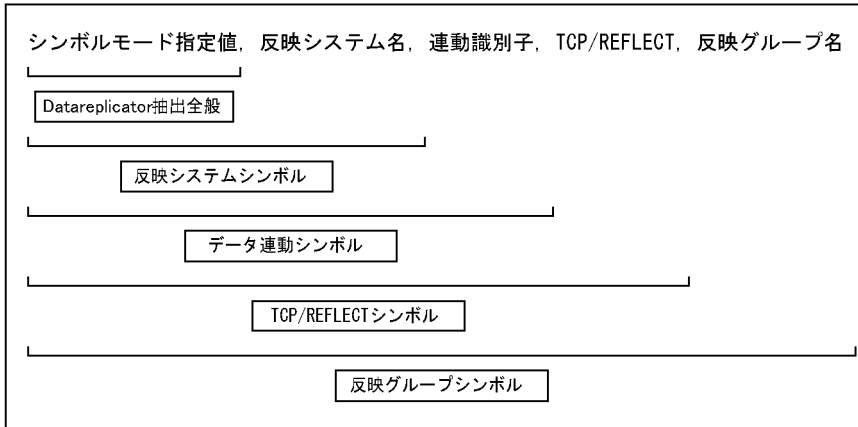 シンボルモード指定値, 反映システム名, 連動識別子, TCP/REFLECT, 反映グループ名
Datareplicator抽出全般
反映システムシンボル
データ連動シンボル
TCP/REFLECTシンボル
反映グループシンボル